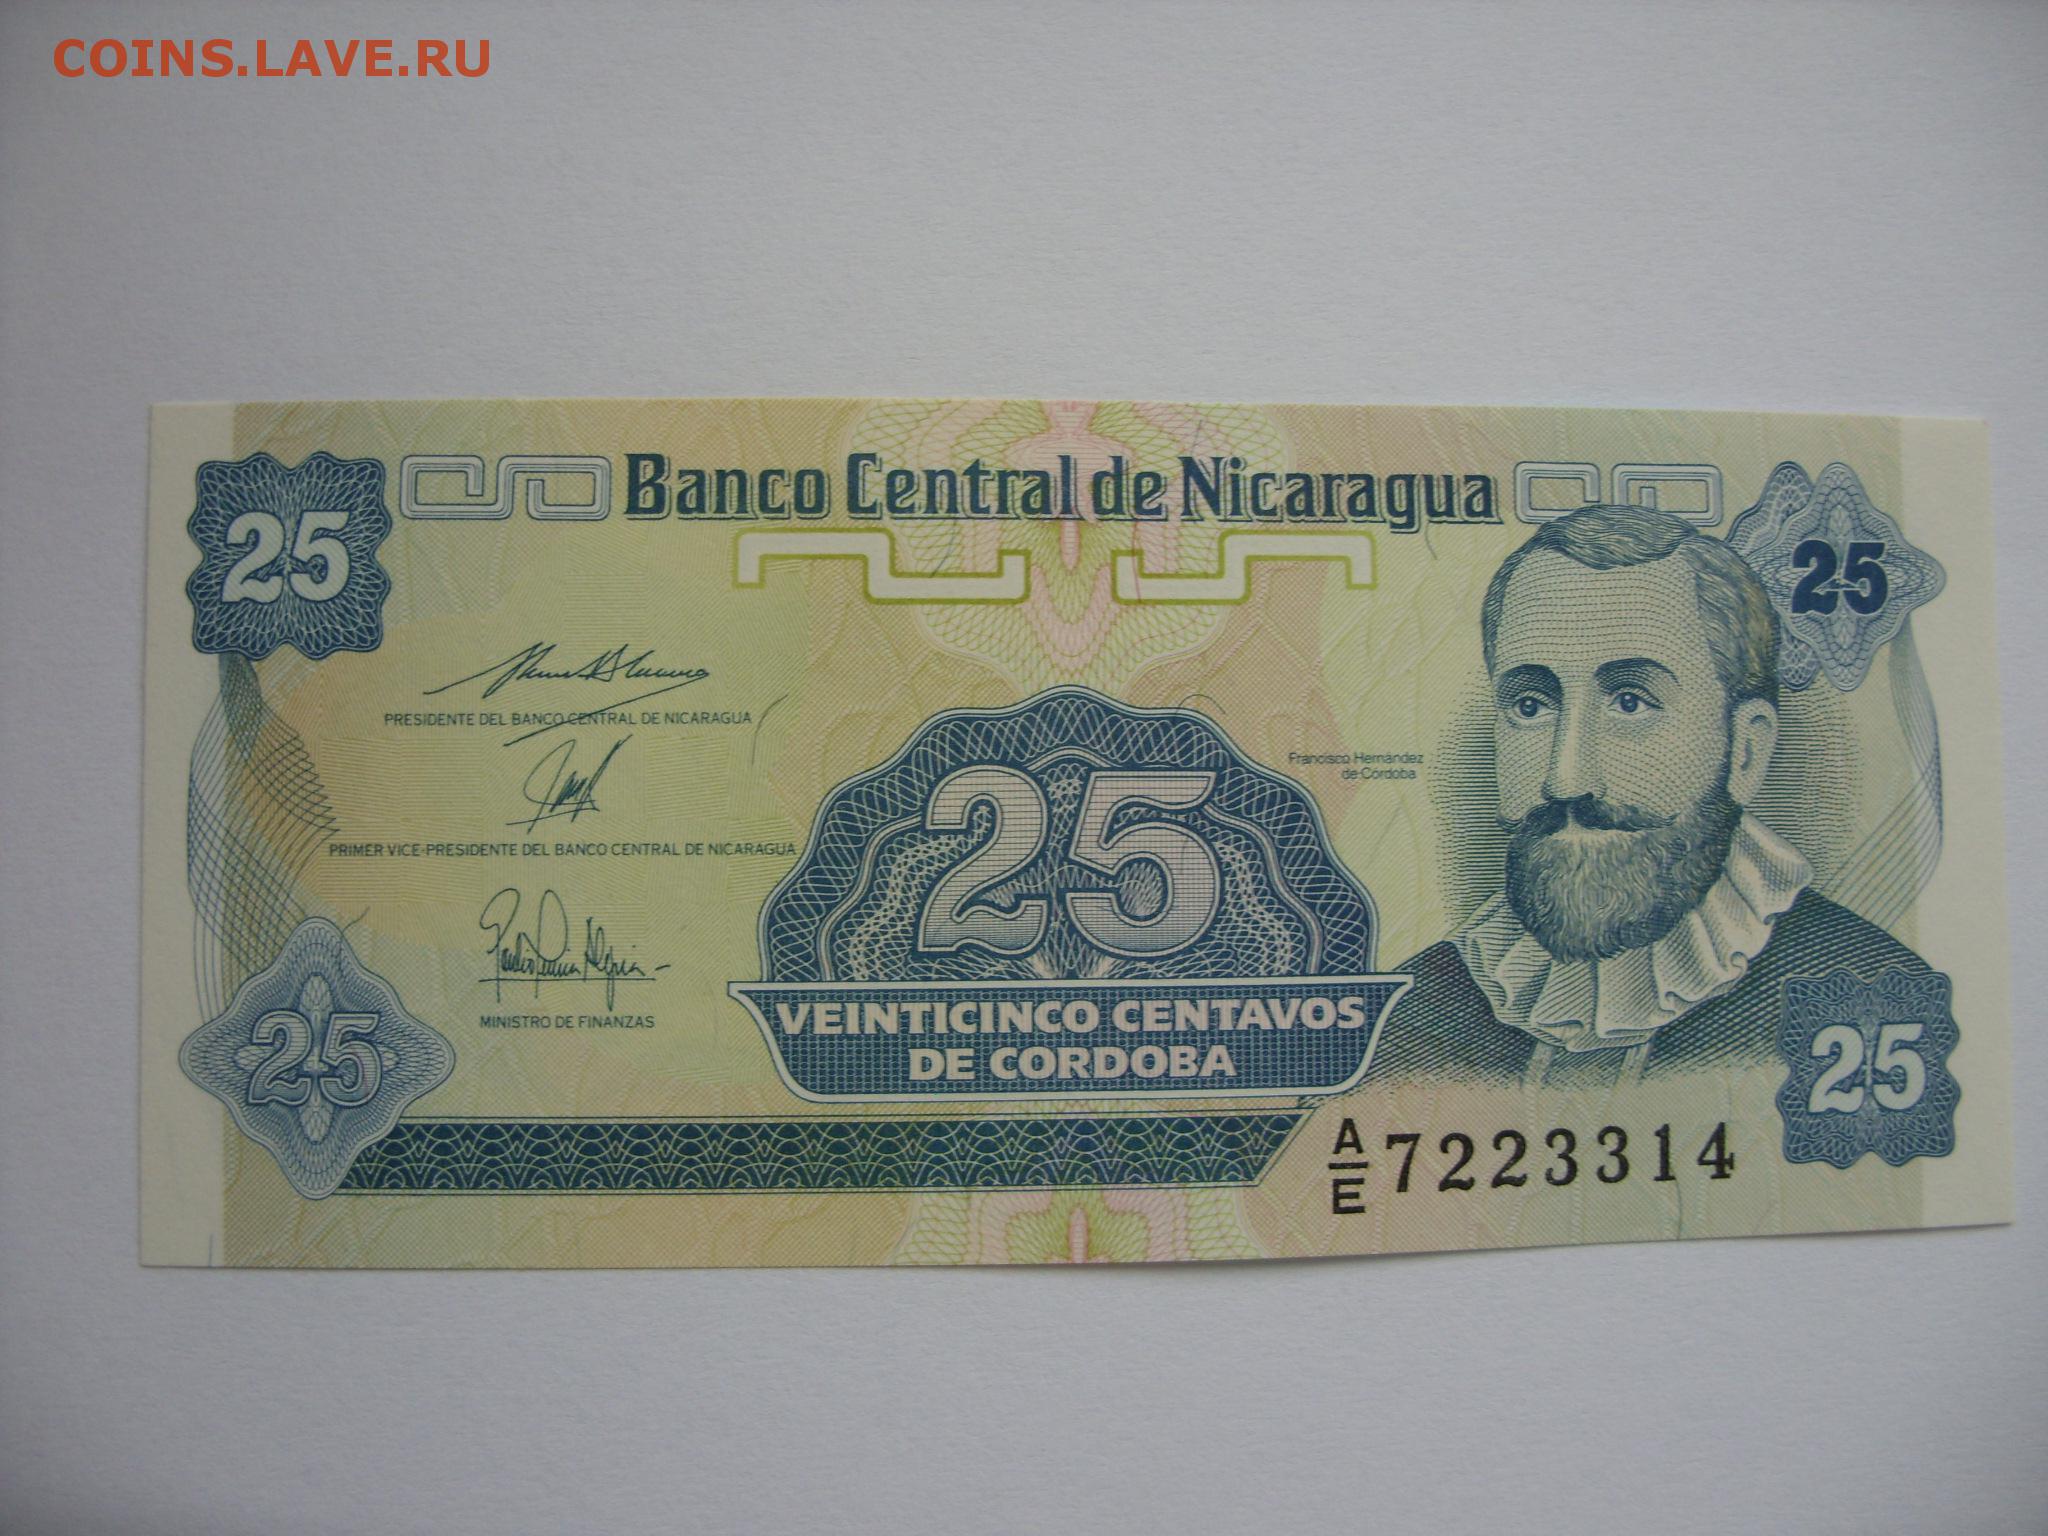 COINS.LAVE.RU
Banco Central de Nicaragua
25
25
PRESIDENTE DEL BANCO CENTRAL DE NICARAGUA
Francisco Hernández
de Córdoba
25
PRIMER VICE-PRESIDENTE DEL BANCO CENTRAL DE NICARAGUA
MINISTRO DE FINANZAS
VEINTICINCO CENTAVOS
DE CORDOBA
25
25
A/E 7223314